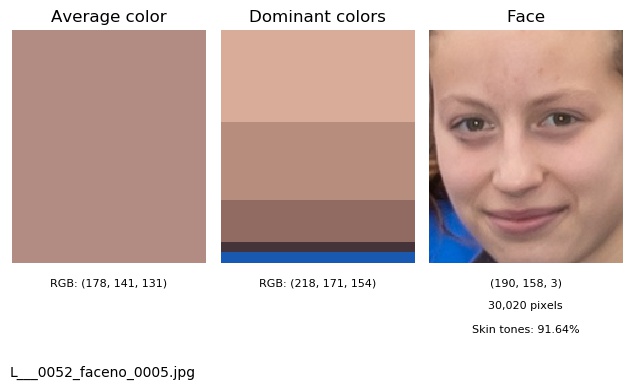 Average color
Dominant colors
Face
RGB: (178, 141, 131)
RGB: (218, 171, 154)
(190, 158, 3)
30,020 pixels
Skin tones: 91.64%
L___0052_faceno_0005.jpg